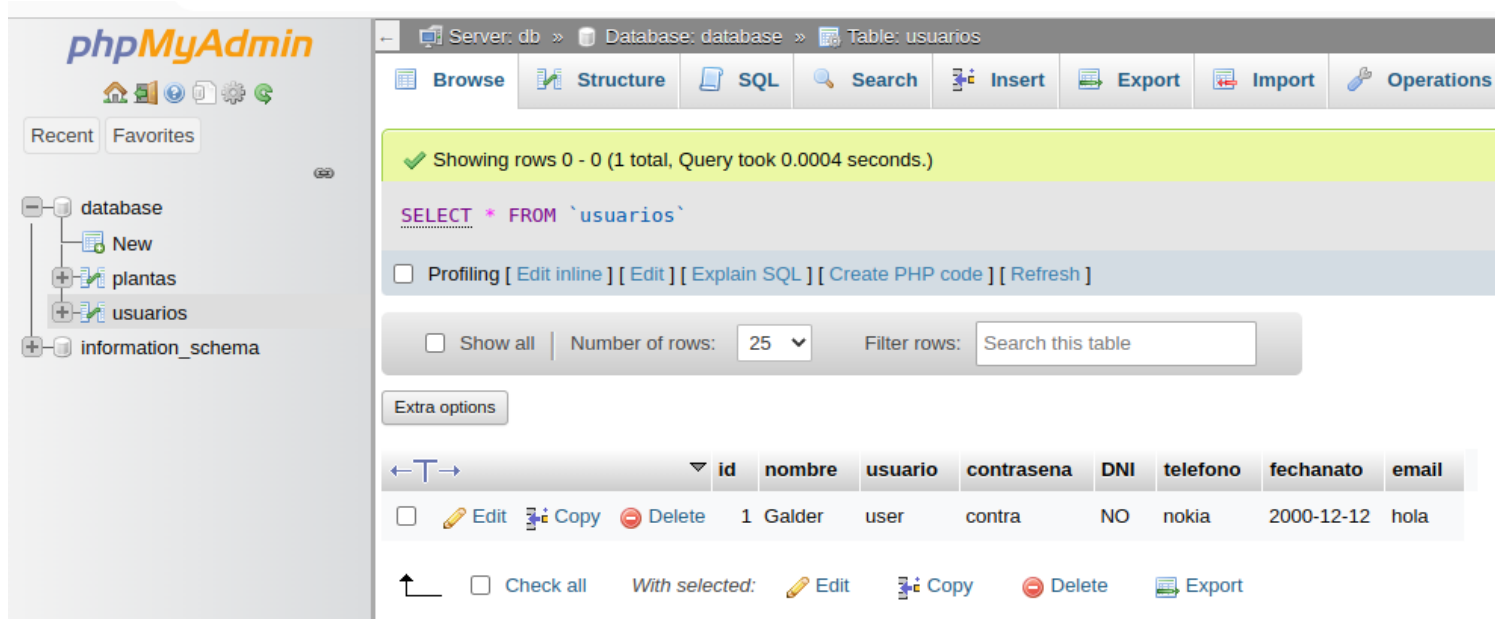 phpMyAdmin
Recent Favorites
database
New
plantas
usuarios
information_schema
← Server: db » Database: database » Table: usuarios
Browse Structure SQL Search Insert Export Import Operations
Showing rows 0 - 0 (1 total, Query took 0.0004 seconds.)
SELECT * FROM `usuarios`
Profiling [ Edit inline ] [ Edit ] [ Explain SQL ] [ Create PHP code ] [ Refresh ]
Show all Number of rows: 25 Filter rows: Search this table
Extra options
←T→ id nombre usuario contrasena DNI telefono fechanato email
Edit Copy Delete 1 Galder user contra NO nokia 2000-12-12 hola
Check all With selected: Edit Copy Delete Export